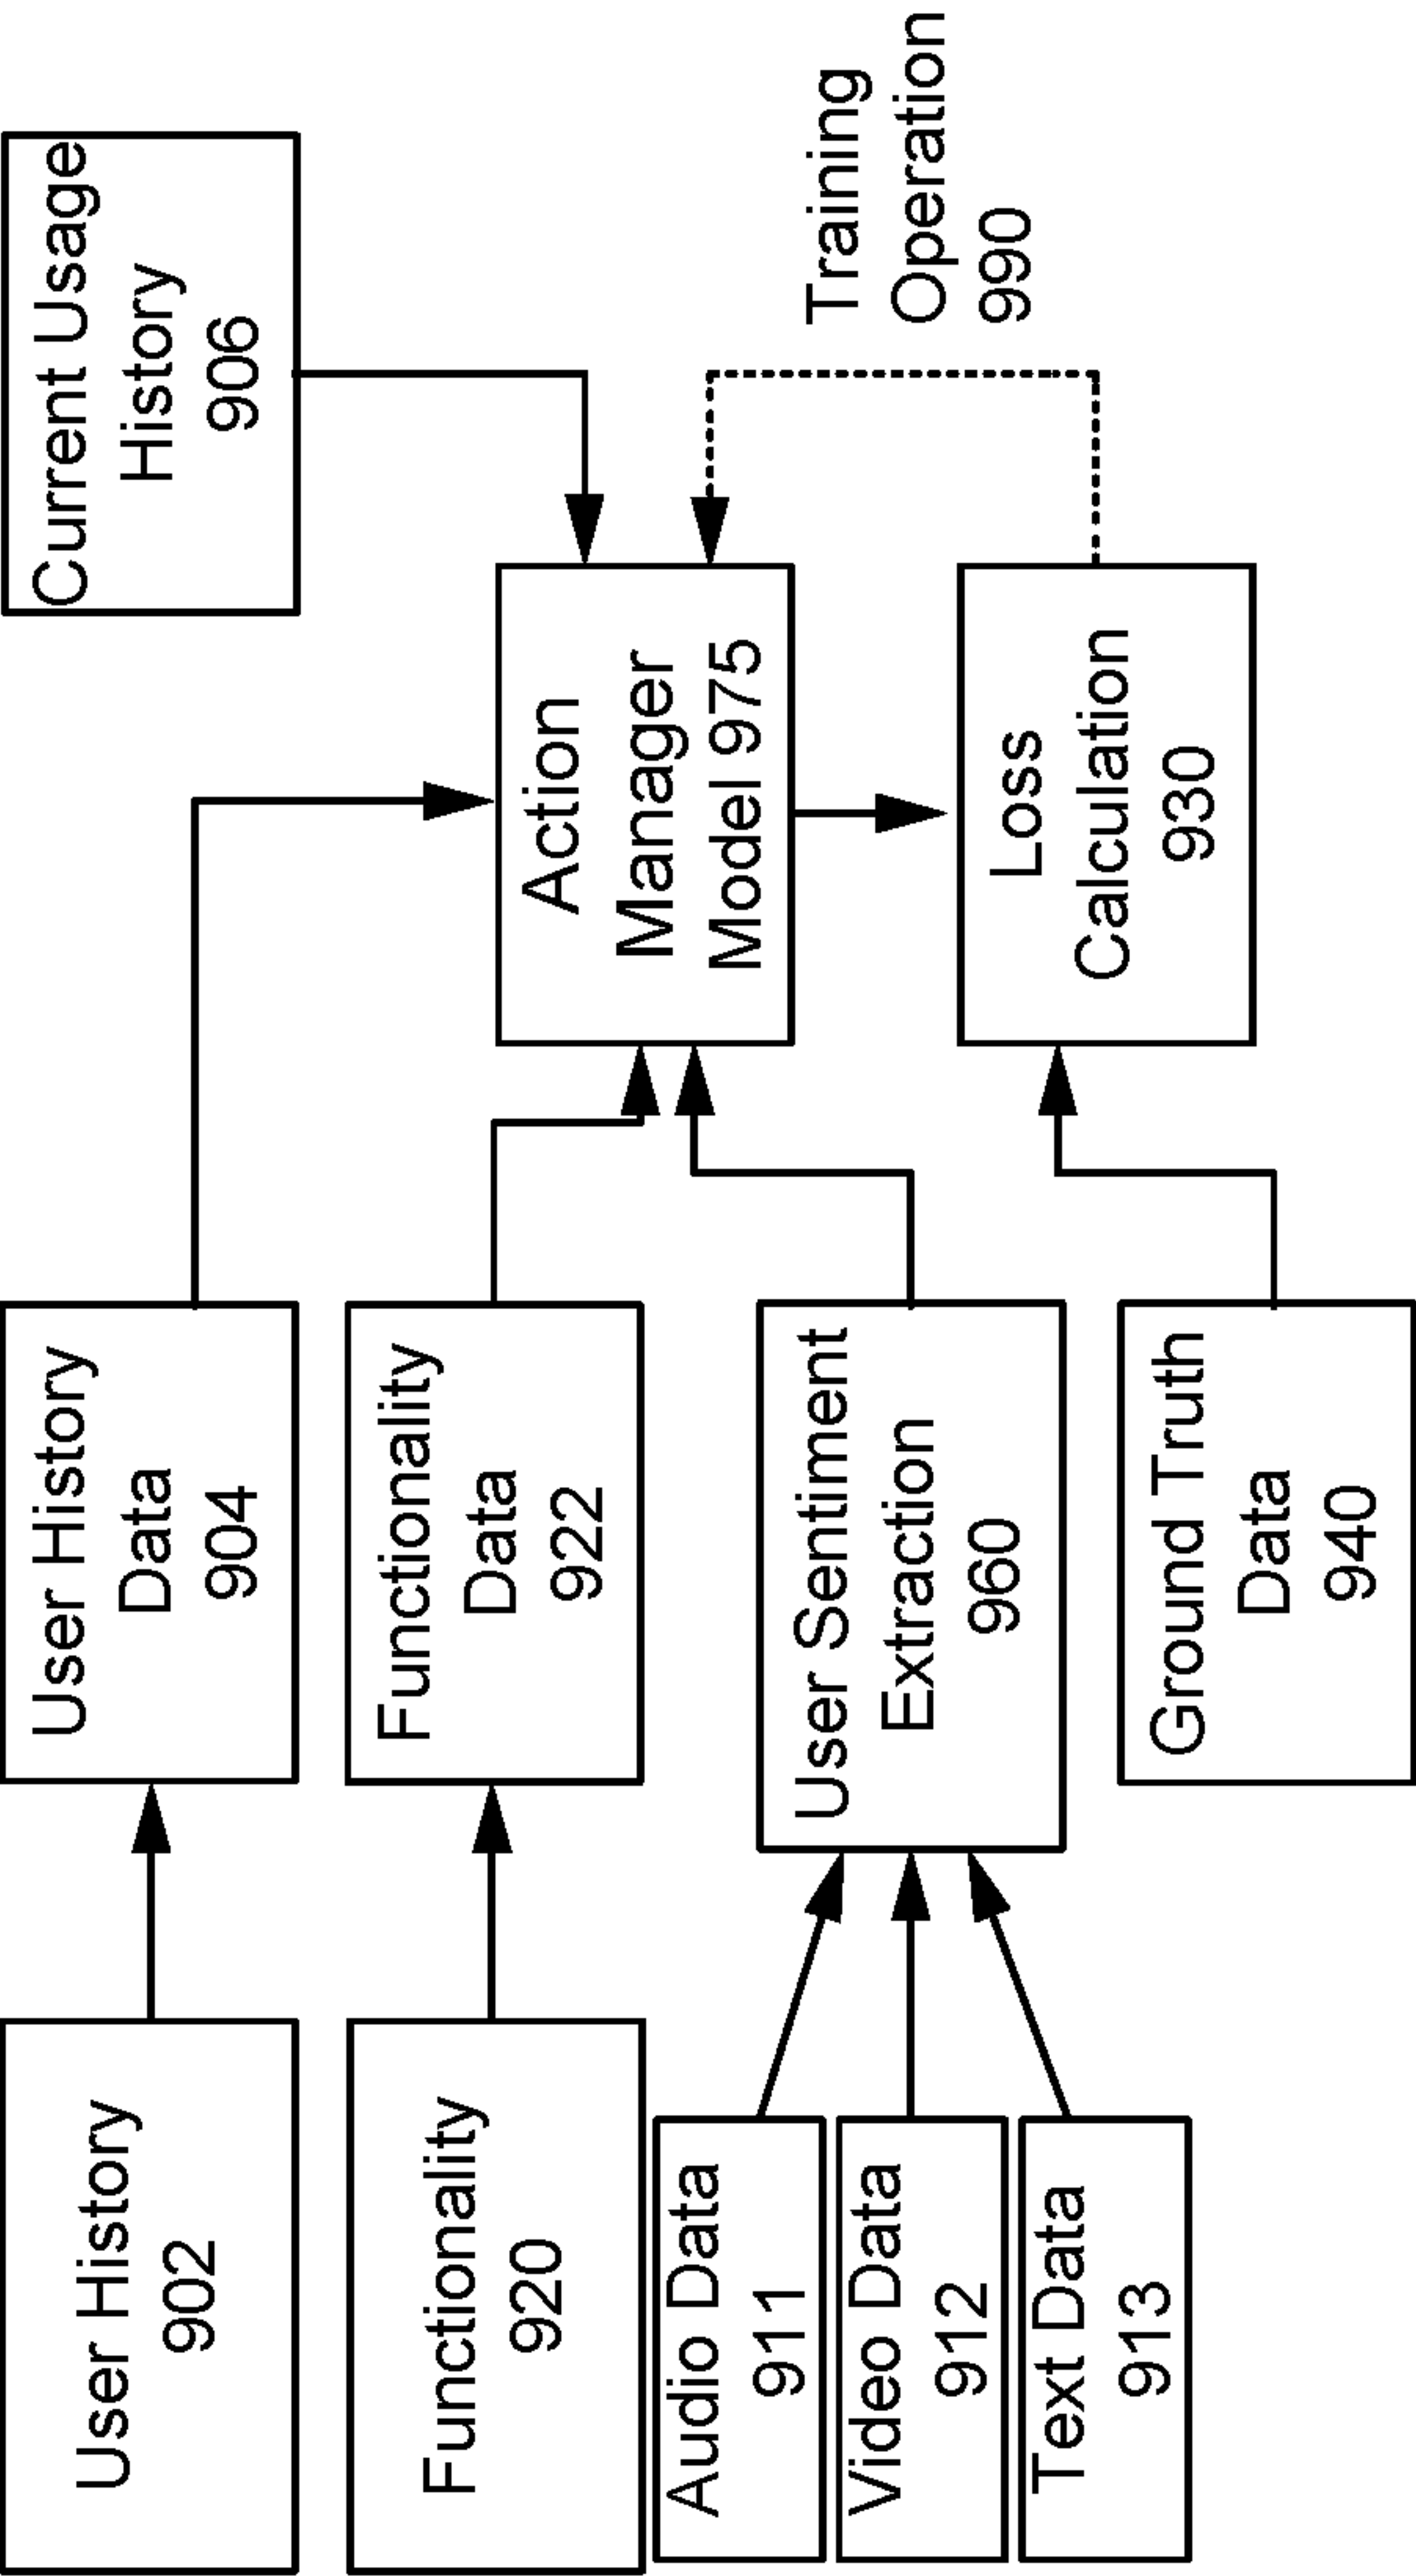 User History
902
User History
Data
904
Current Usage
History
906
Functionality
920
Functionality
Data
922
Action
Manager
Model 975
Audio Data
911
Video Data
912
Text Data
913
User Sentiment
Extraction
960
Training
Operation
990
Loss
Calculation
930
Ground Truth
Data
940